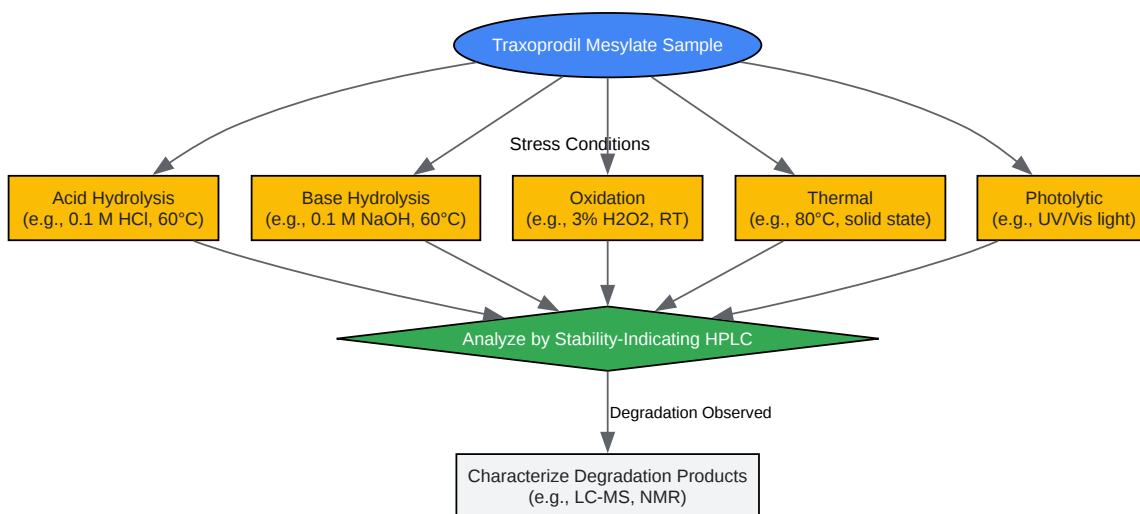 Traxoprodil Mesylate Sample
Stress Conditions
Acid Hydrolysis
(e.g., 0.1 M HCl, 60°C)
Base Hydrolysis
(e.g., 0.1 M NaOH, 60°C)
Oxidation
(e.g., 3% H2O2, RT)
Thermal
(e.g., 80°C, solid state)
Photolytic
(e.g., UV/Vis light)
Analyze by Stability-Indicating HPLC
Degradation Observed
Characterize Degradation Products
(e.g., LC-MS, NMR)